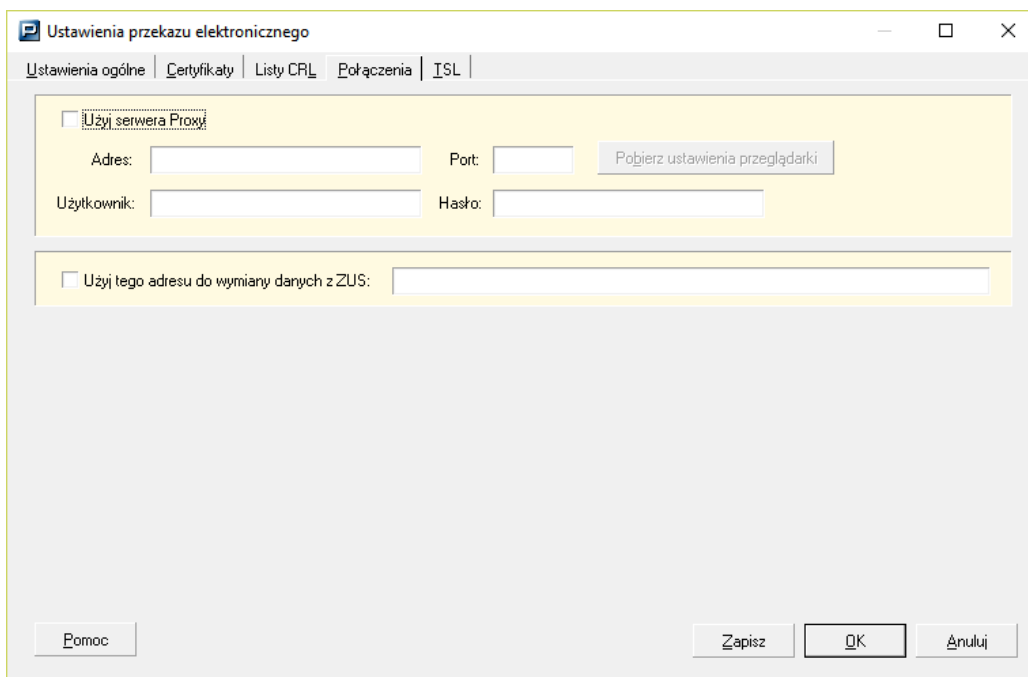 Ustawienia przekazu elektronicznego
Ustawienia ogólne Certyfikaty Listy CRL Połączenia TSL
Użyj serwera Proxy
Adres: Port: Pobierz ustawienia przeglądarki
Użytkownik: Hasło:
Użyj tego adresu do wymiany danych z ZUS:
Pomoc Zapisz OK Anuluj